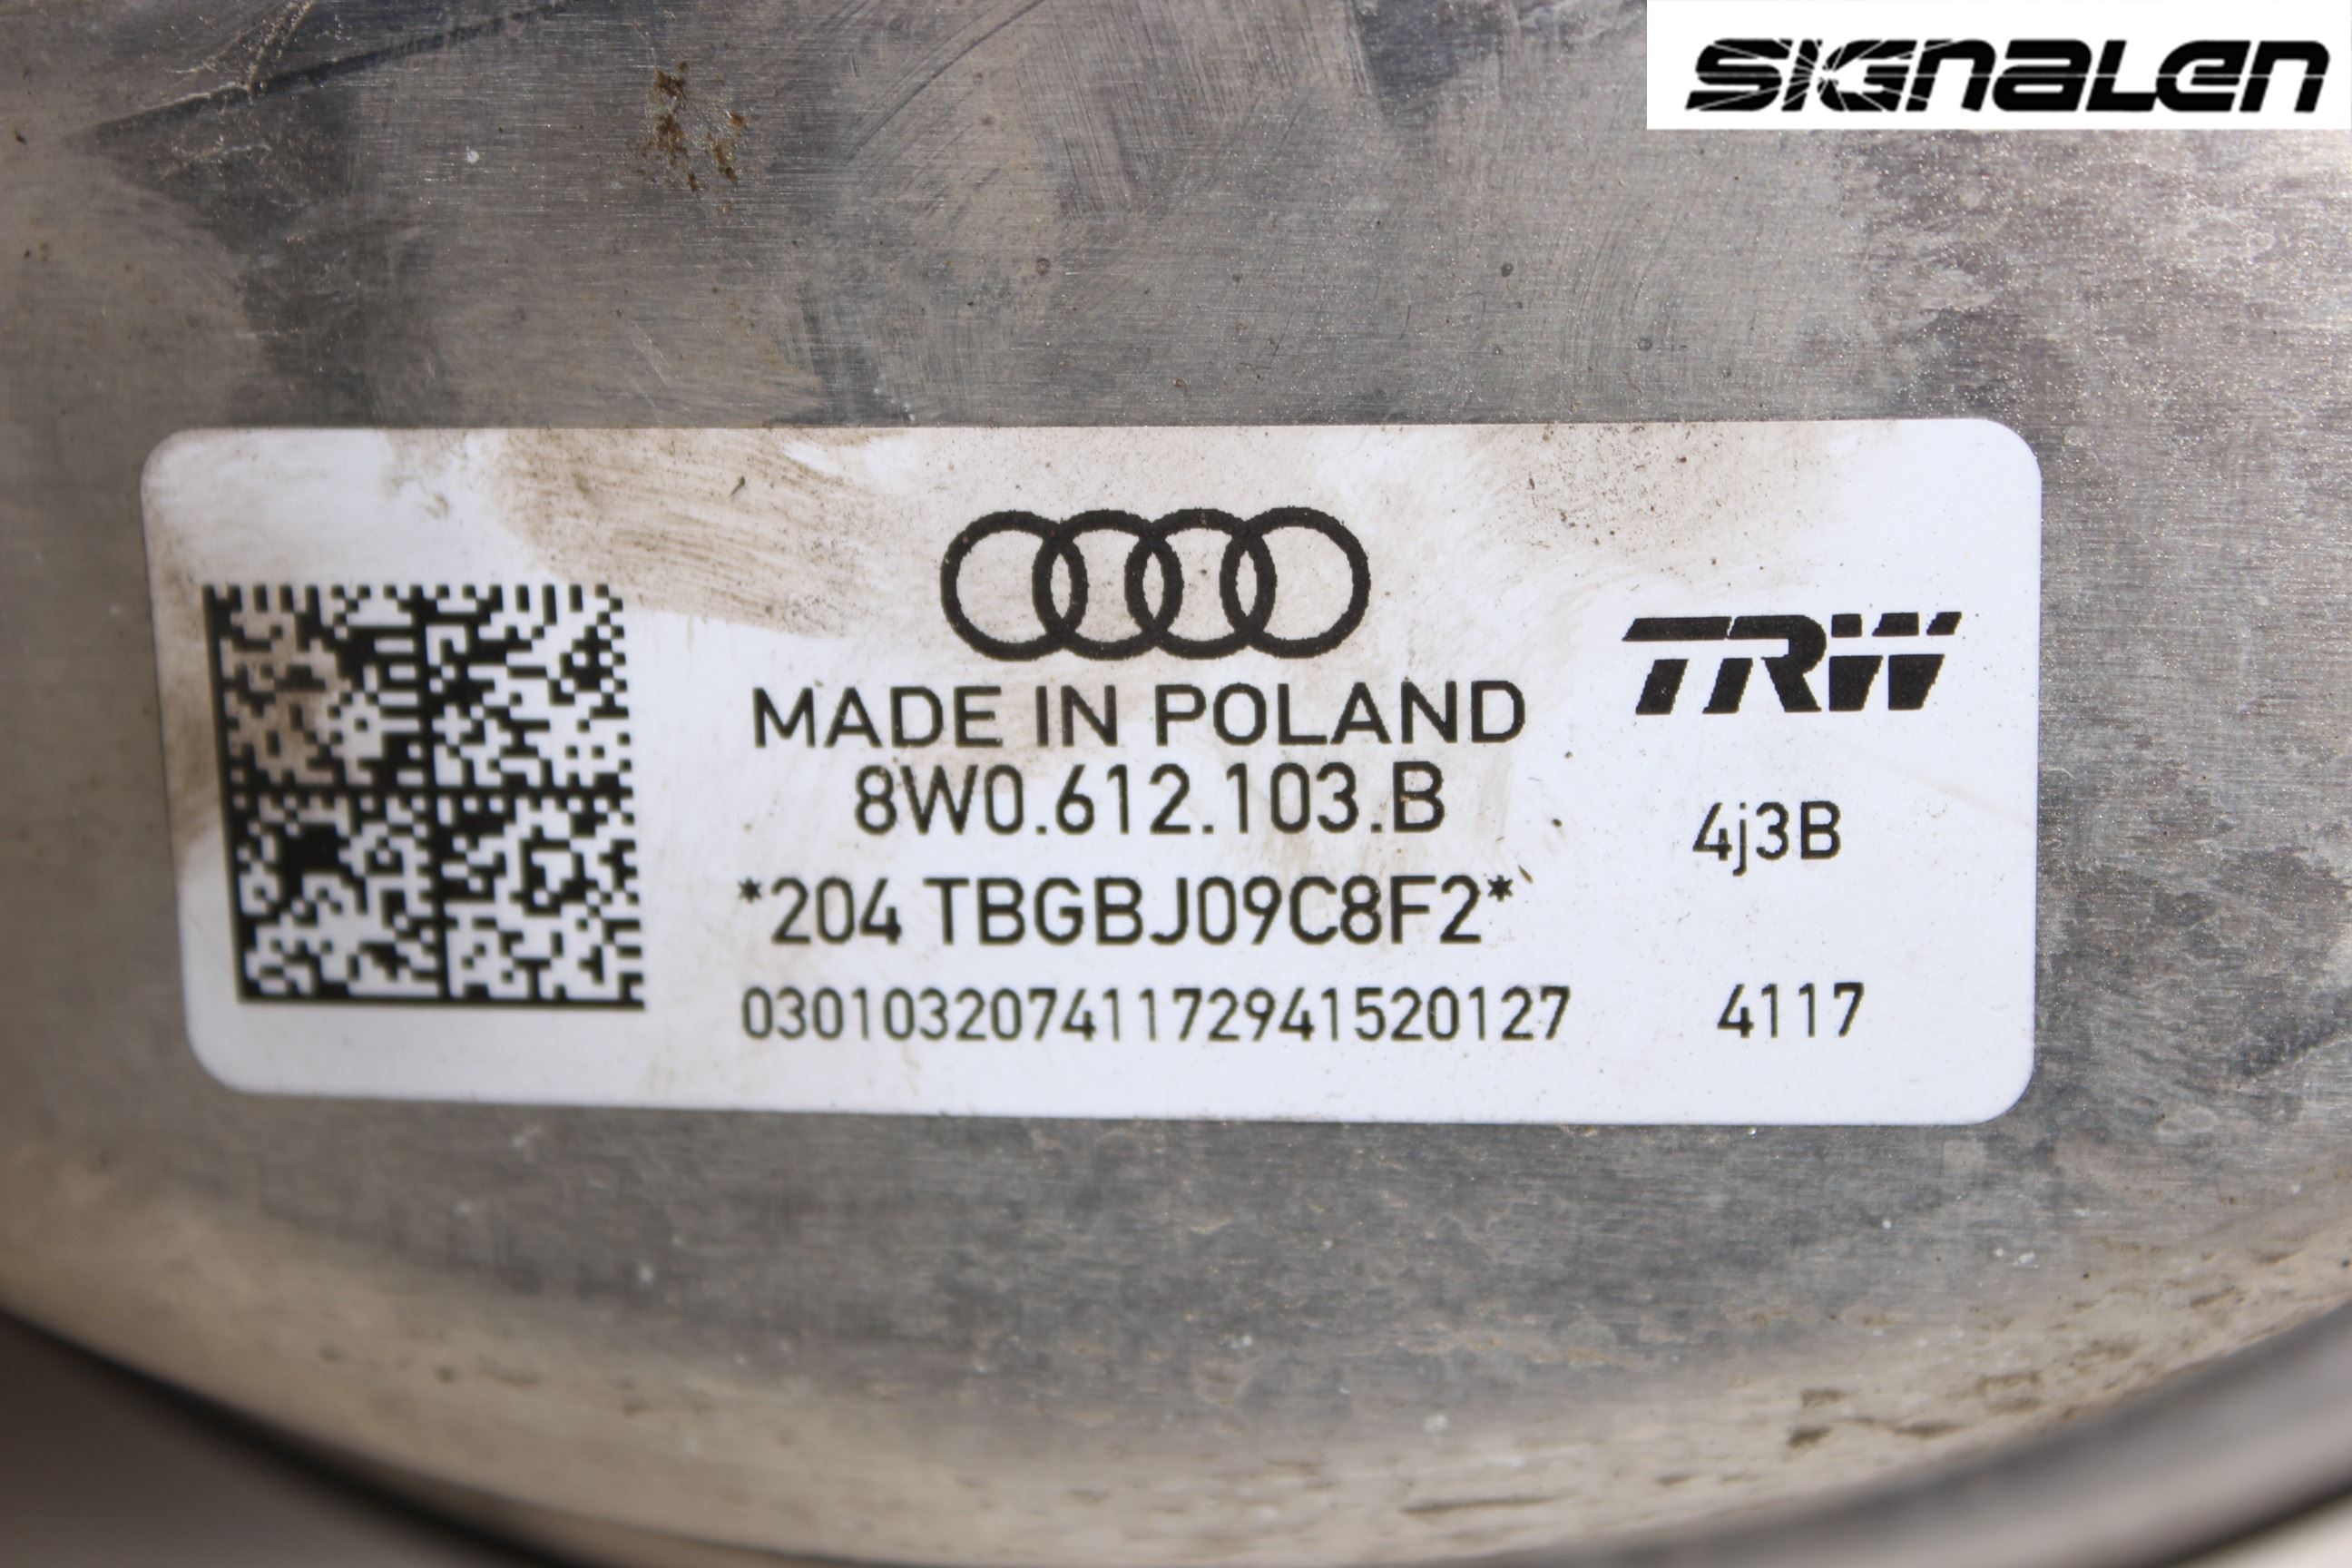 SIGNALEN
MADE IN POLAND
TRW
8W0.612.103.B
4j3B
*204 TBGBJ09C8F2*
03010320741172941520127
4117